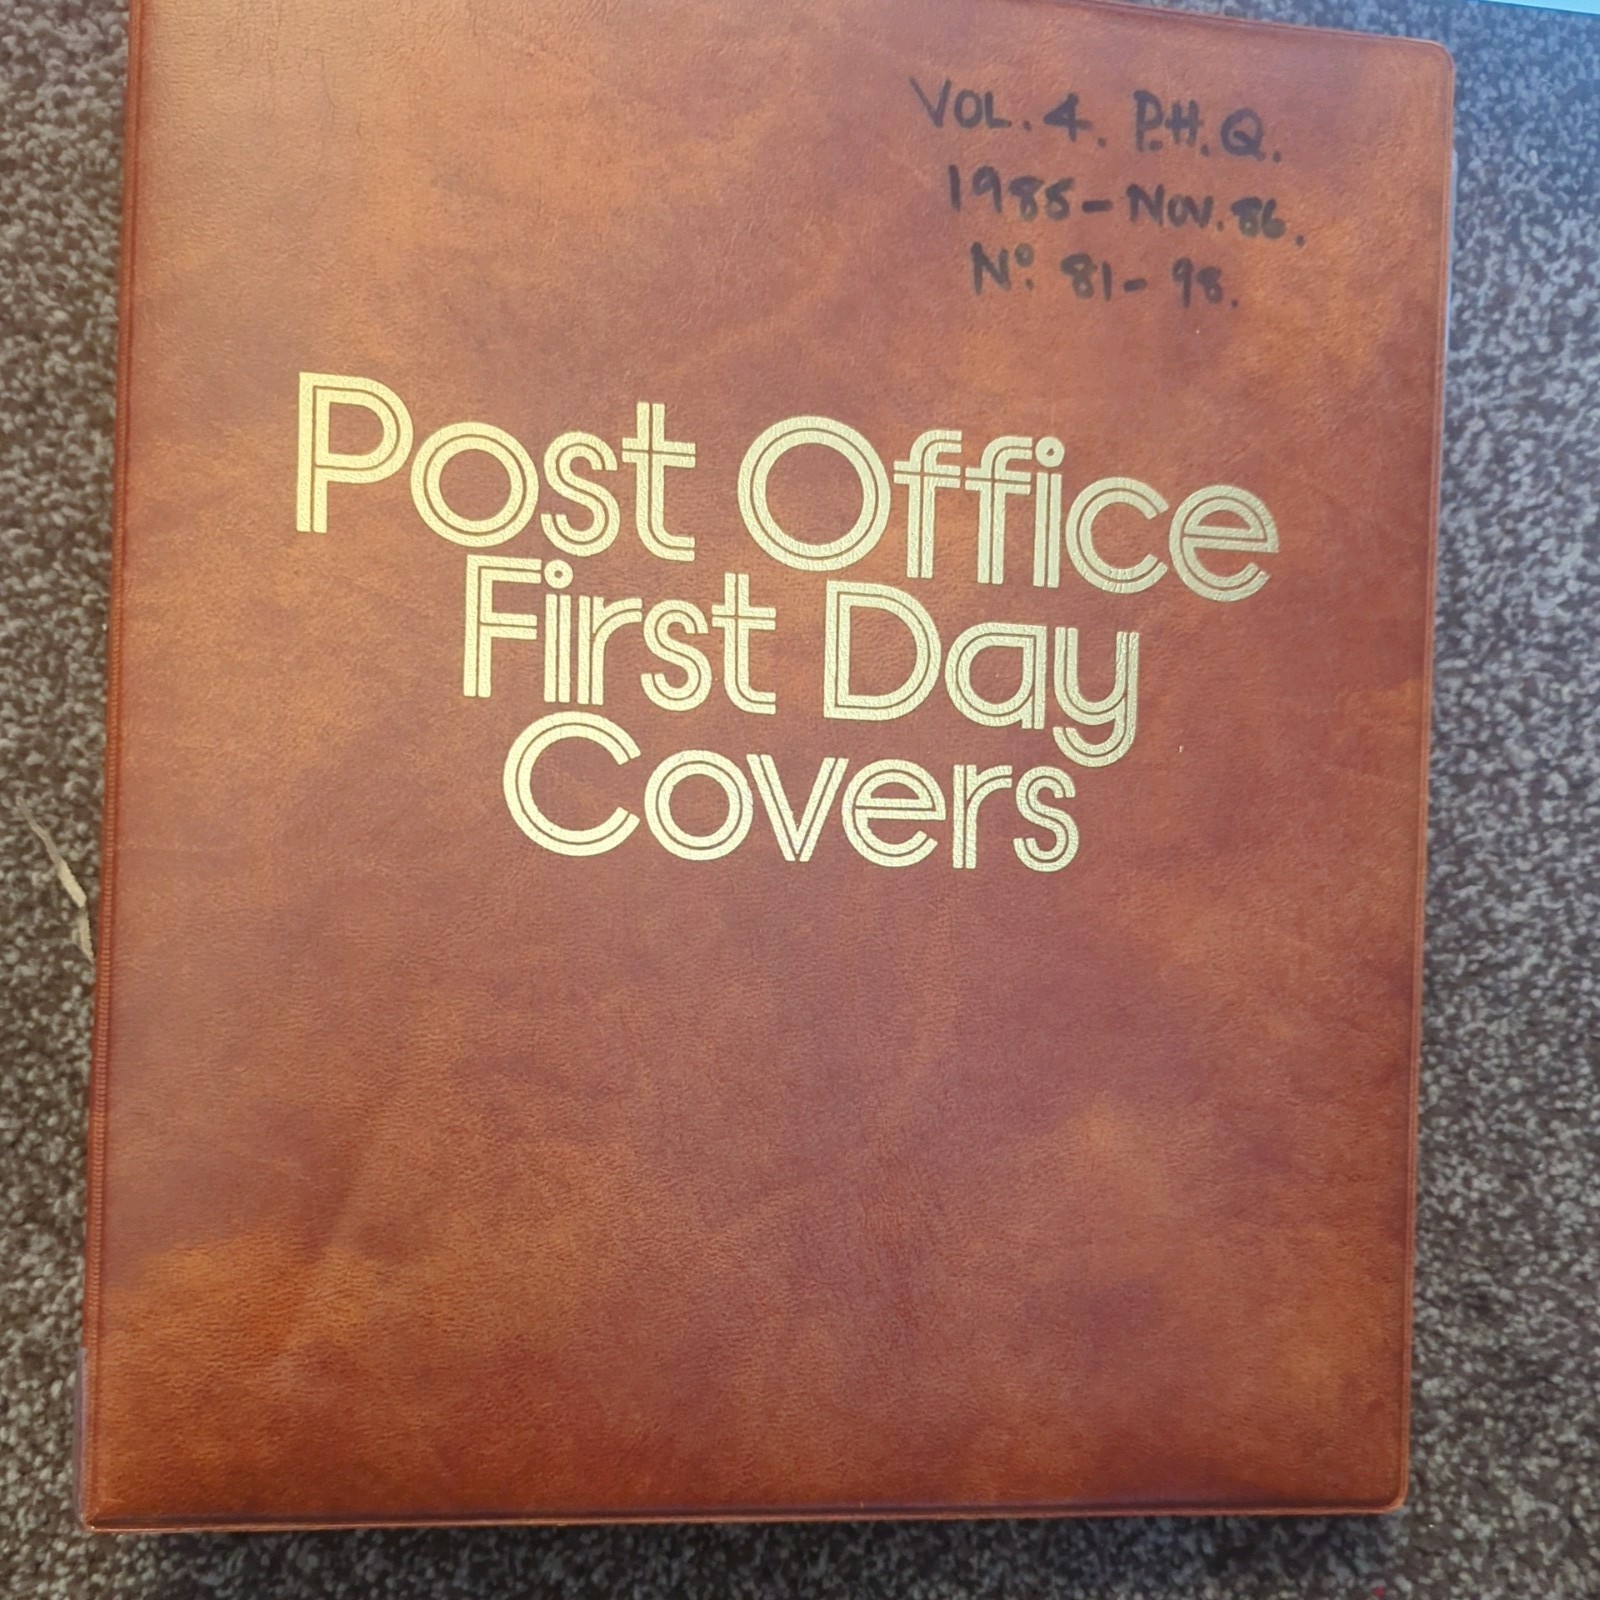 VOL. 4. P.H.Q.
1985 - NOV. 86.
No. 81 - 98.
Post Office
First Day
Covers